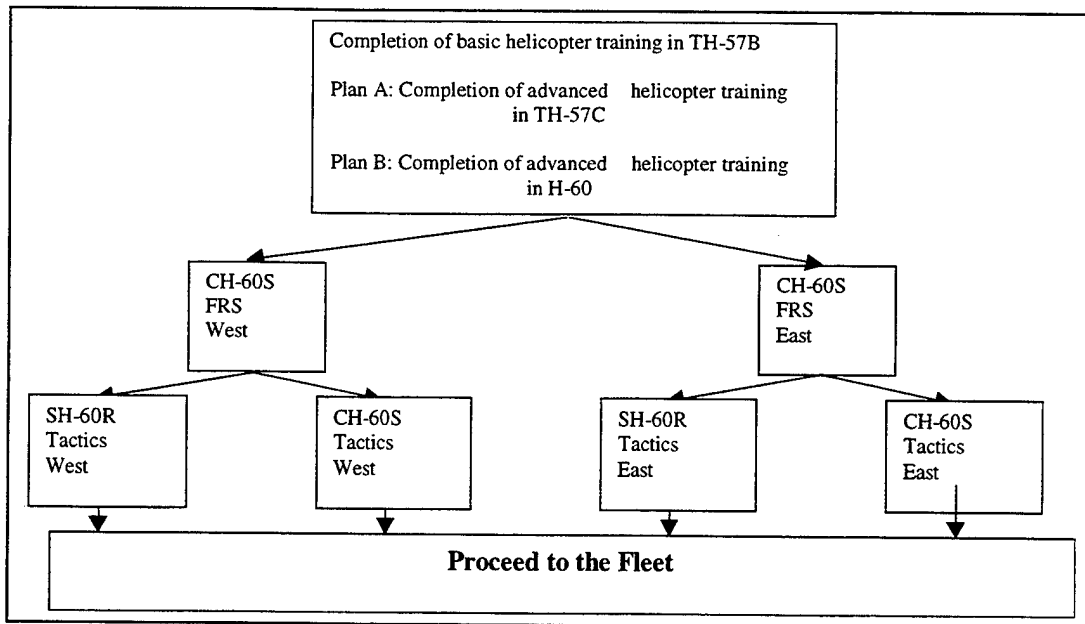 Completion of basic helicopter training in TH-57B
Plan A: Completion of advanced helicopter training
in TH-57C
Plan B: Completion of advanced helicopter training
in H-60
CH-60S
FRS
West
CH-60S
FRS
East
SH-60R
Tactics
West
CH-60S
Tactics
West
SH-60R
Tactics
East
CH-60S
Tactics
East
Proceed to the Fleet